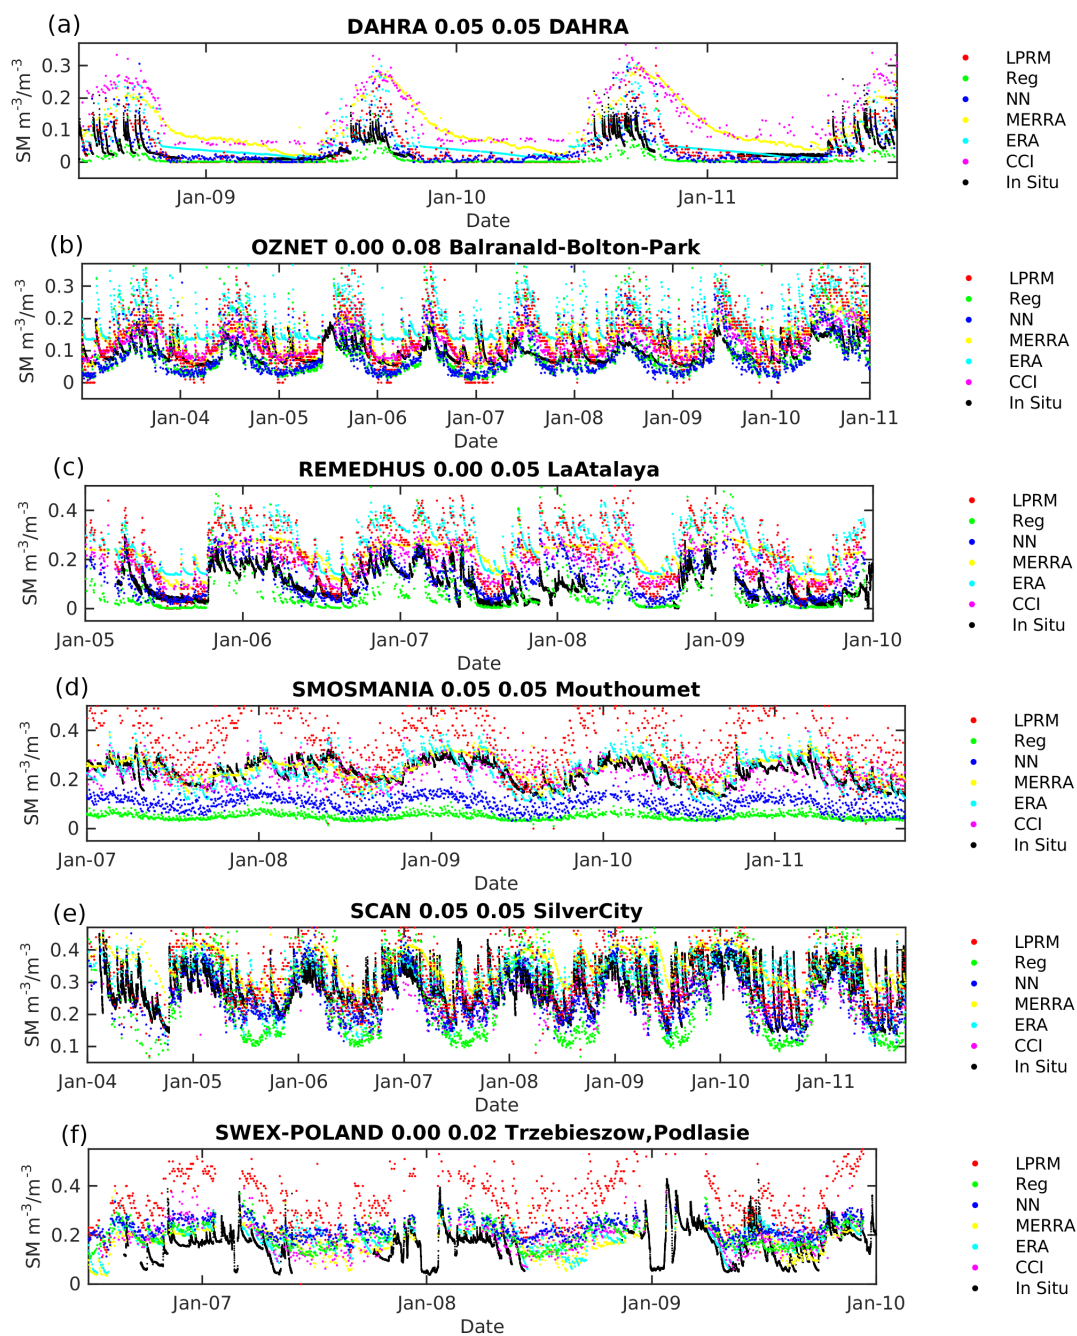 (a)
DAHRA 0.05 0.05 DAHRA
SM m⁻³/m⁻³
0.3
0.2
0.1
0
Jan-09 Jan-10 Jan-11
Date
LPRM
Reg
NN
MERRA
ERA
CCI
In Situ
(b)
OZNET 0.00 0.08 Balranald-Bolton-Park
SM m⁻³/m⁻³
0.3
0.2
0.1
0
Jan-04 Jan-05 Jan-06 Jan-07 Jan-08 Jan-09 Jan-10 Jan-11
Date
LPRM
Reg
NN
MERRA
ERA
CCI
In Situ
(c)
REMEDHUS 0.00 0.05 LaAtalaya
SM m⁻³/m⁻³
0.4
0.2
0
Jan-05 Jan-06 Jan-07 Jan-08 Jan-09 Jan-10
Date
LPRM
Reg
NN
MERRA
ERA
CCI
In Situ
(d)
SMOSMANIA 0.05 0.05 Mouthoumet
SM m⁻³/m⁻³
0.4
0.2
0
Jan-07 Jan-08 Jan-09 Jan-10 Jan-11
Date
LPRM
Reg
NN
MERRA
ERA
CCI
In Situ
(e)
SCAN 0.05 0.05 SilverCity
SM m⁻³/m⁻³
0.4
0.3
0.2
0.1
Jan-04 Jan-05 Jan-06 Jan-07 Jan-08 Jan-09 Jan-10 Jan-11
Date
LPRM
Reg
NN
MERRA
ERA
CCI
In Situ
(f)
SWEX-POLAND 0.00 0.02 Trzebieszow,Podlasie
SM m⁻³/m⁻³
0.4
0.2
0
Jan-07 Jan-08 Jan-09 Jan-10
Date
LPRM
Reg
NN
MERRA
ERA
CCI
In Situ